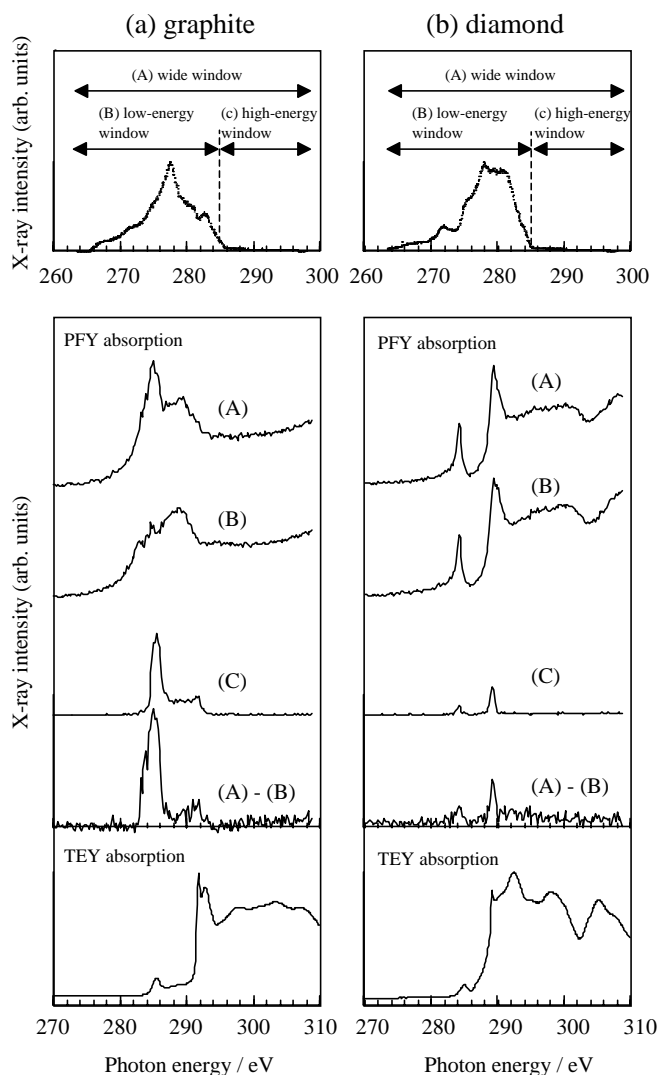 (a) graphite
(b) diamond
X-ray intensity (arb. units)
(A) wide window
(B) low-energy window
(c) high-energy window
260 270 280 290 300
(A) wide window
(B) low-energy window
(c) high-energy window
260 270 280 290 300
X-ray intensity (arb. units)
PFY absorption
(A)
(B)
(C)
(A) - (B)
TEY absorption
270 280 290 300 310
Photon energy / eV
PFY absorption
(A)
(B)
(C)
(A) - (B)
TEY absorption
270 280 290 300 310
Photon energy / eV